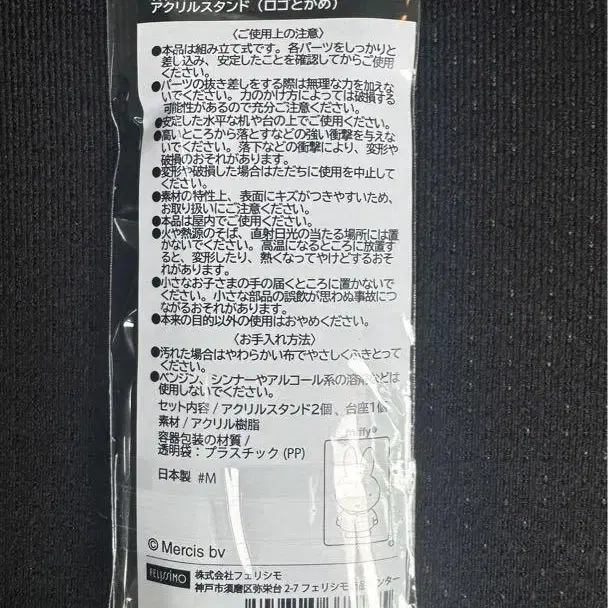 アクリルスタンド（ロゴとかめ）
〈ご使用上の注意〉
●本品は組み立て式です。各パーツをしっかりと
差し込み、安定したことを確認してからご使用
ください。
●パーツの抜き差しをする際は無理な力を加えな
いでください。力のかけ方によっては破損する
可能性があるので充分ご注意ください。
●安定した水平な机や台の上でご使用ください。
●高いところから落とすなどの強い衝撃を与えな
いでください。落下などの衝撃により、変形や
破損のおそれがあります。
●変形や破損した場合はただちに使用を中止して
ください。
●素材の特性上、表面にキズがつきやすいため、
お取り扱いにご注意ください。
●本品は屋内でご使用ください。
●火や熱源のそば、直射日光の当たる場所には置
かないでください。高温になるところに放置す
ると、変形したり、熱くなってやけどするおそ
れがあります。
●小さなお子さまの手の届くところに置かないで
ください。小さな部品の誤飲が思わぬ事故につ
ながるおそれがあります。
●本来の目的以外の使用はおやめください。
〈お手入れ方法〉
●汚れた場合はやわらかい布でやさしくふきとって
ください。
●ベンジン、シンナーやアルコール系の溶剤などは
使用しないでください。
セット内容 / アクリルスタンド2個、台座1個
素材 / アクリル樹脂
容器包装の材質 /
透明袋：プラスチック (PP)
日本製 #M
miffy®
© Mercis bv
FELISSIMO 株式会社フェリシモ
神戸市須磨区弥栄台 2-7 フェリシモ商品センター